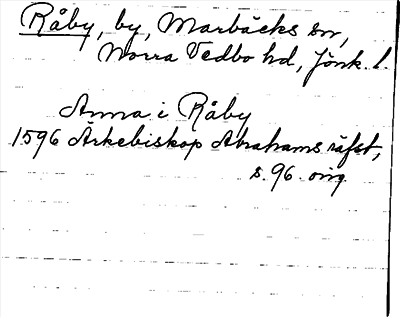 Råby, by, Marbäcks sn,
Norra Vedbo hd, Jönk. l.
Anna i Råby
1596 Ärkebiskop Abrahams räfst,
s. 96. orig.